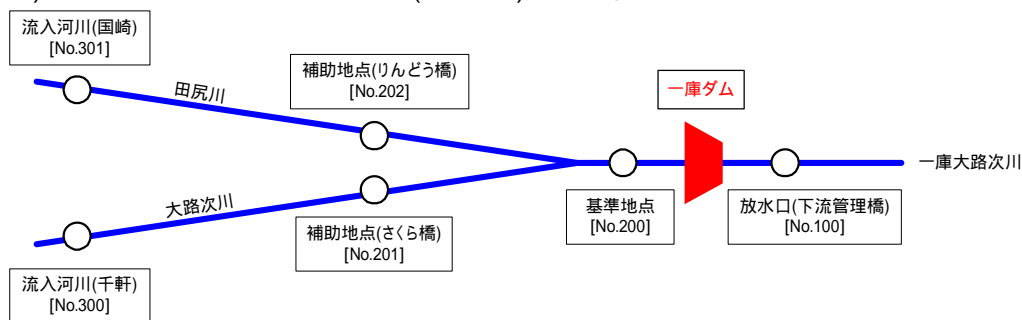 流入河川(国崎)
[No.301]
補助地点(りんどう橋)
[No.202]
一庫ダム
田尻川
一庫大路次川
大路次川
基準地点
[No.200]
放水口(下流管理橋)
[No.100]
補助地点(さくら橋)
[No.201]
流入河川(千軒)
[No.300]